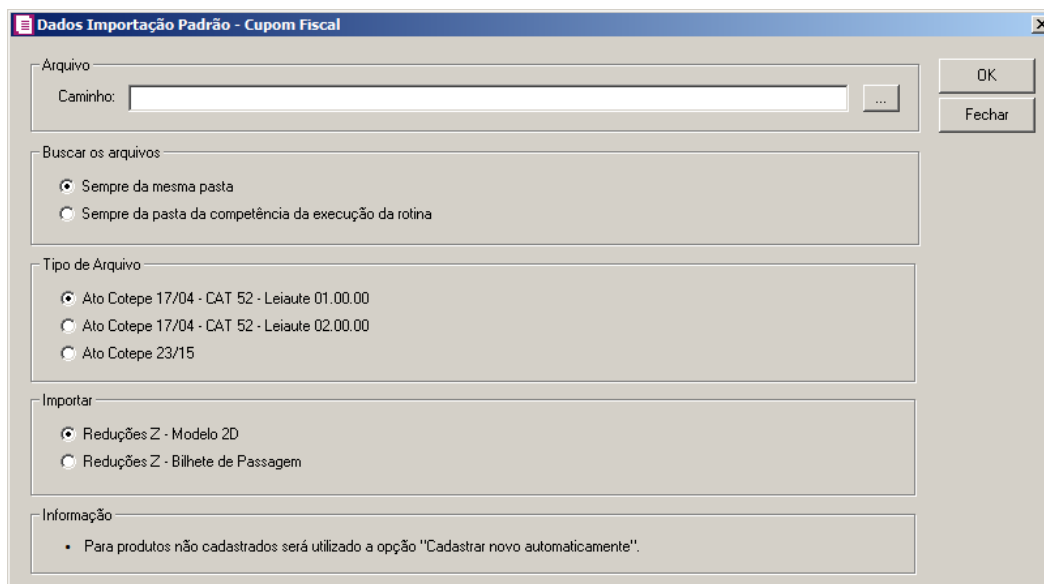 Dados Importação Padrão - Cupom Fiscal
Arquivo
Caminho:
...
OK
Fechar
Buscar os arquivos
Sempre da mesma pasta
Sempre da pasta da competência da execução da rotina
Tipo de Arquivo
Ato Cotepe 17/04 - CAT 52 - Leiaute 01.00.00
Ato Cotepe 17/04 - CAT 52 - Leiaute 02.00.00
Ato Cotepe 23/15
Importar
Reduções Z - Modelo 2D
Reduções Z - Bilhete de Passagem
Informação
• Para produtos não cadastrados será utilizado a opção "Cadastrar novo automaticamente".